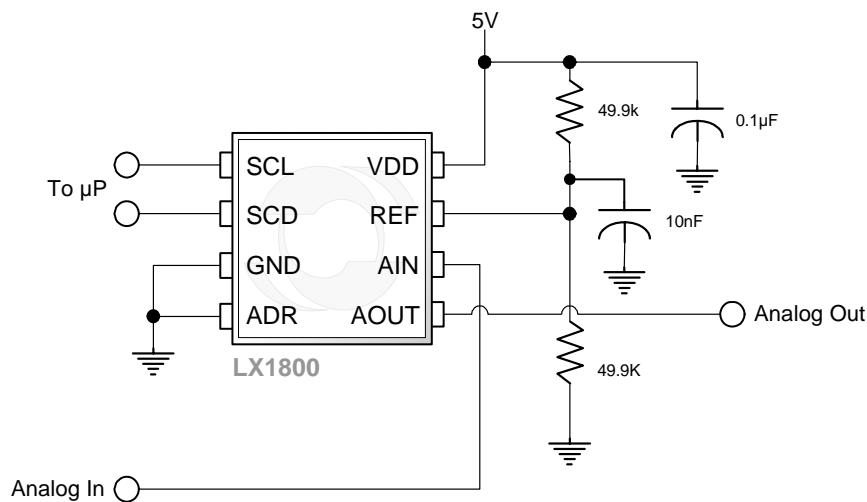 5V
49.9k
0.1µF
To µP
SCL
VDD
SCD
REF
10nF
GND
AIN
ADR
AOUT
Analog Out
LX1800
49.9K
Analog In